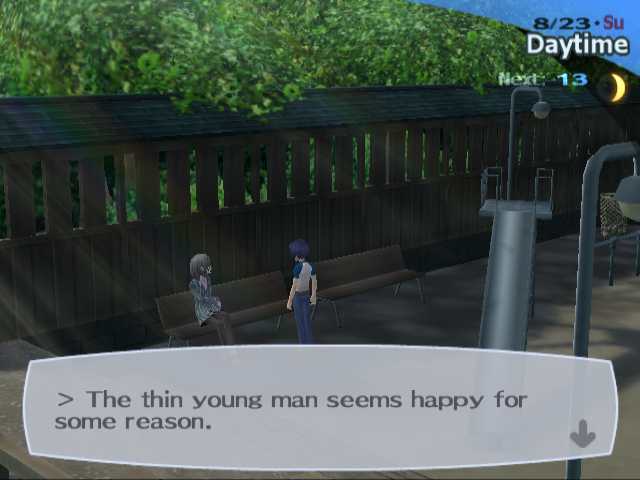 8/23・Su
Daytime
Next: 13
> The thin young man seems happy for
some reason.